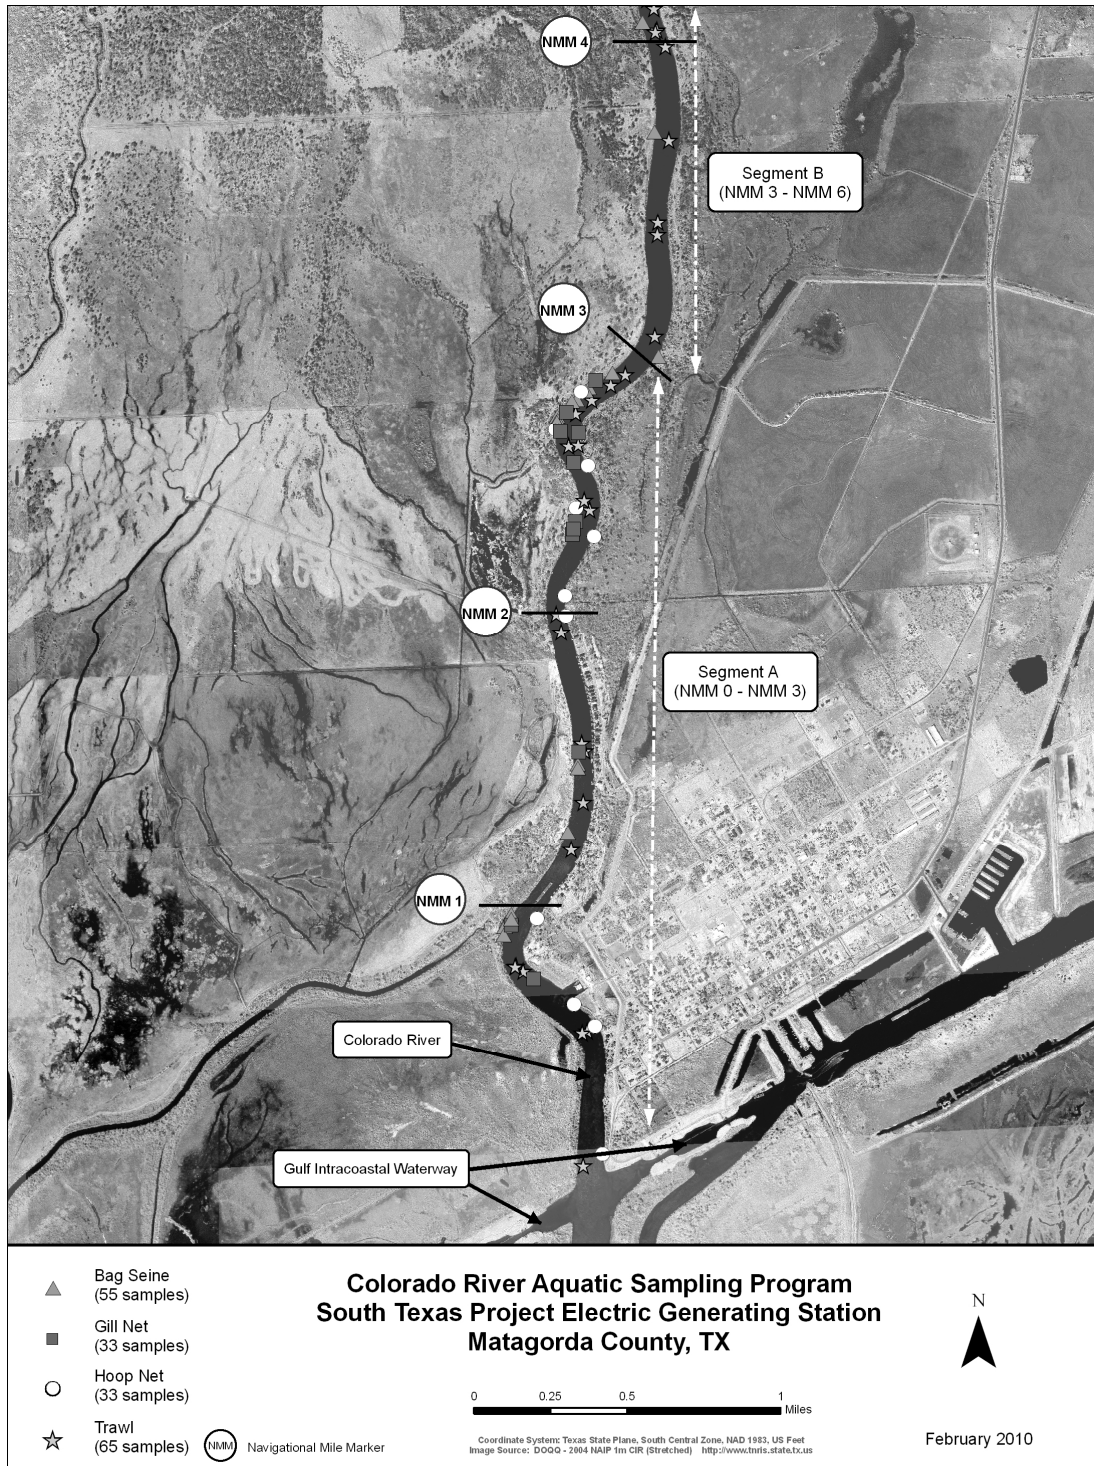 NMM 4
Segment B
(NMM 3 - NMM 6)
NMM 3
NMM 2
Segment A
(NMM 0 - NMM 3)
NMM 1
Colorado River
Gulf Intracoastal Waterway
Bag Seine
(55 samples)
Gill Net
(33 samples)
Hoop Net
(33 samples)
Trawl
(65 samples)
NMM Navigational Mile Marker
Colorado River Aquatic Sampling Program
South Texas Project Electric Generating Station
Matagorda County, TX
0 0.25 0.5 1
Miles
Coordinate System: Texas State Plane, South Central Zone, NAD 1983, US Feet
Image Source: DOQQ - 2004 NAIP 1m CIR (Stretched) http://www.tnris.state.tx.us
N
February 2010